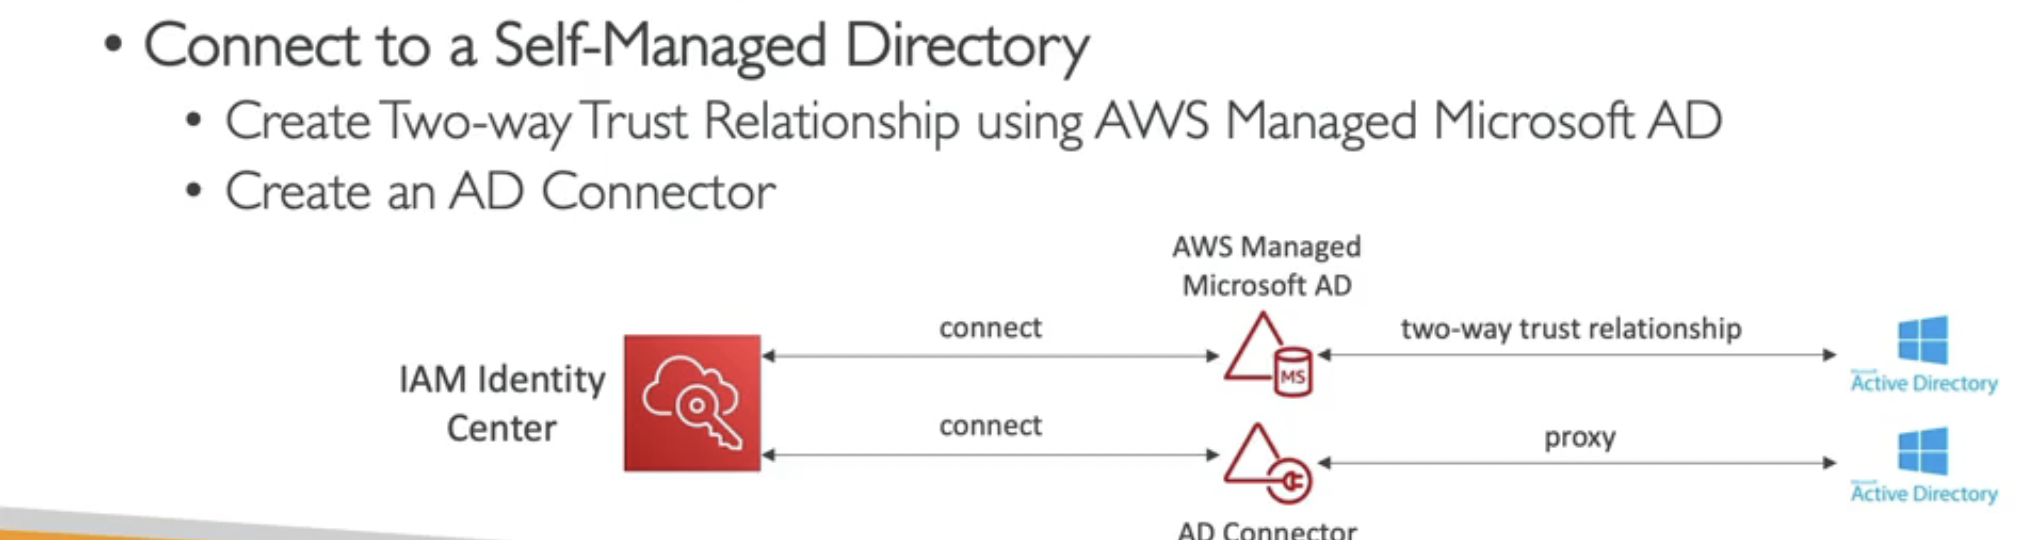 • Connect to a Self-Managed Directory
• Create Two-way Trust Relationship using AWS Managed Microsoft AD
• Create an AD Connector
AWS Managed
Microsoft AD
connect
two-way trust relationship
MS
IAM Identity
Center
Active Directory
connect
proxy
Active Directory
AD Connector